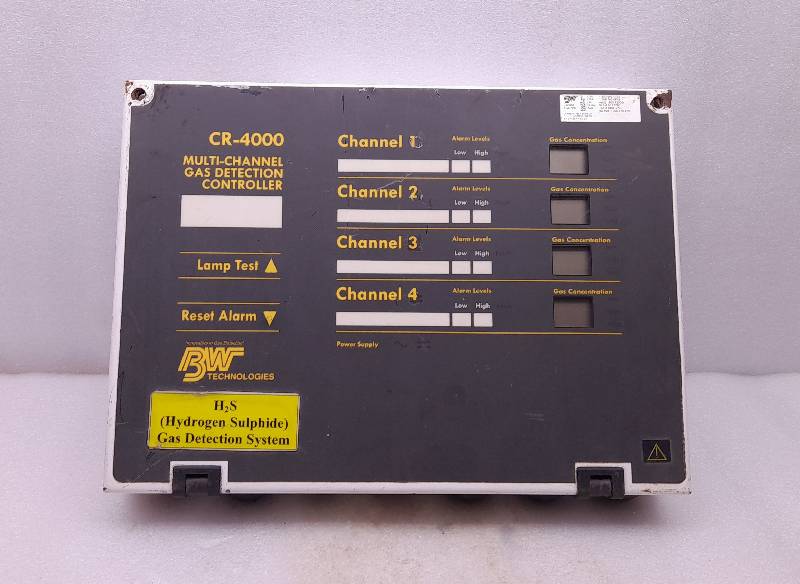 CR-4000
MULTI-CHANNEL
GAS DETECTION
CONTROLLER
Lamp Test ▲
Reset Alarm ▼
BW
TECHNOLOGIES
H₂S
(Hydrogen Sulphide)
Gas Detection System
Channel 1
Alarm Levels
Low High
Gas Concentration
Channel 2
Alarm Levels
Low High
Gas Concentration
Channel 3
Alarm Levels
Low High
Gas Concentration
Channel 4
Alarm Levels
Low High
Gas Concentration
Power Supply